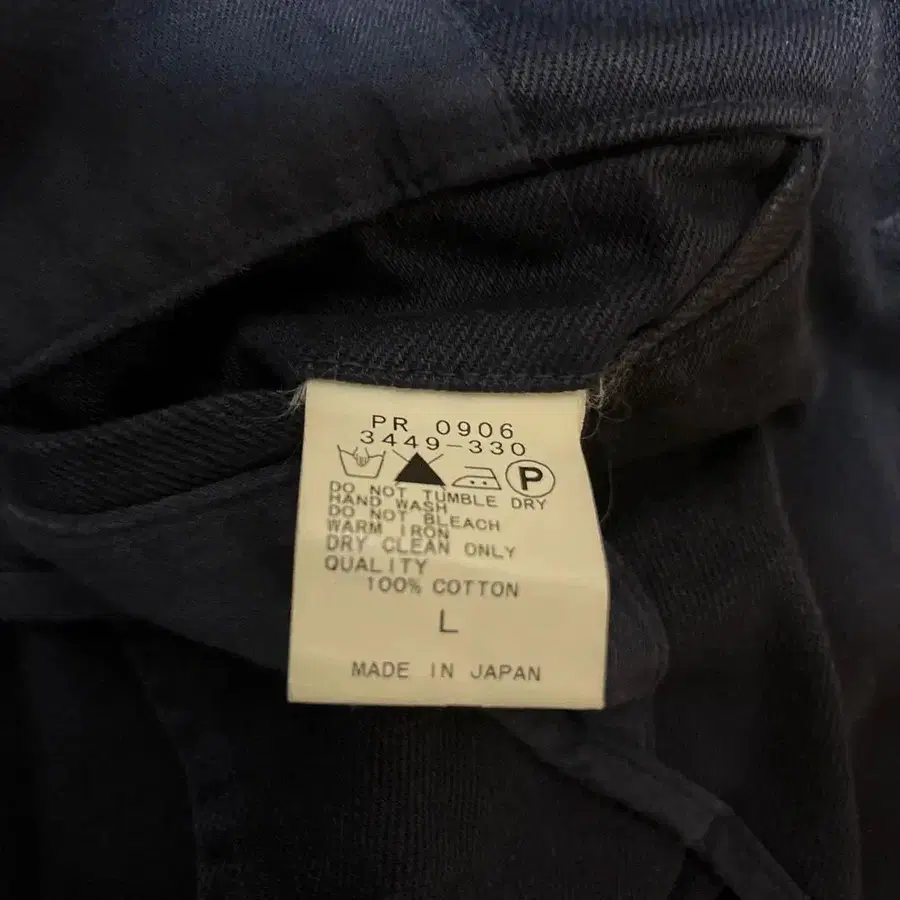 PR 0906
3449-330
P
DO NOT TUMBLE DRY
HAND WASH
DO NOT BLEACH
WARM IRON
DRY CLEAN ONLY
QUALITY
100% COTTON
L
MADE IN JAPAN